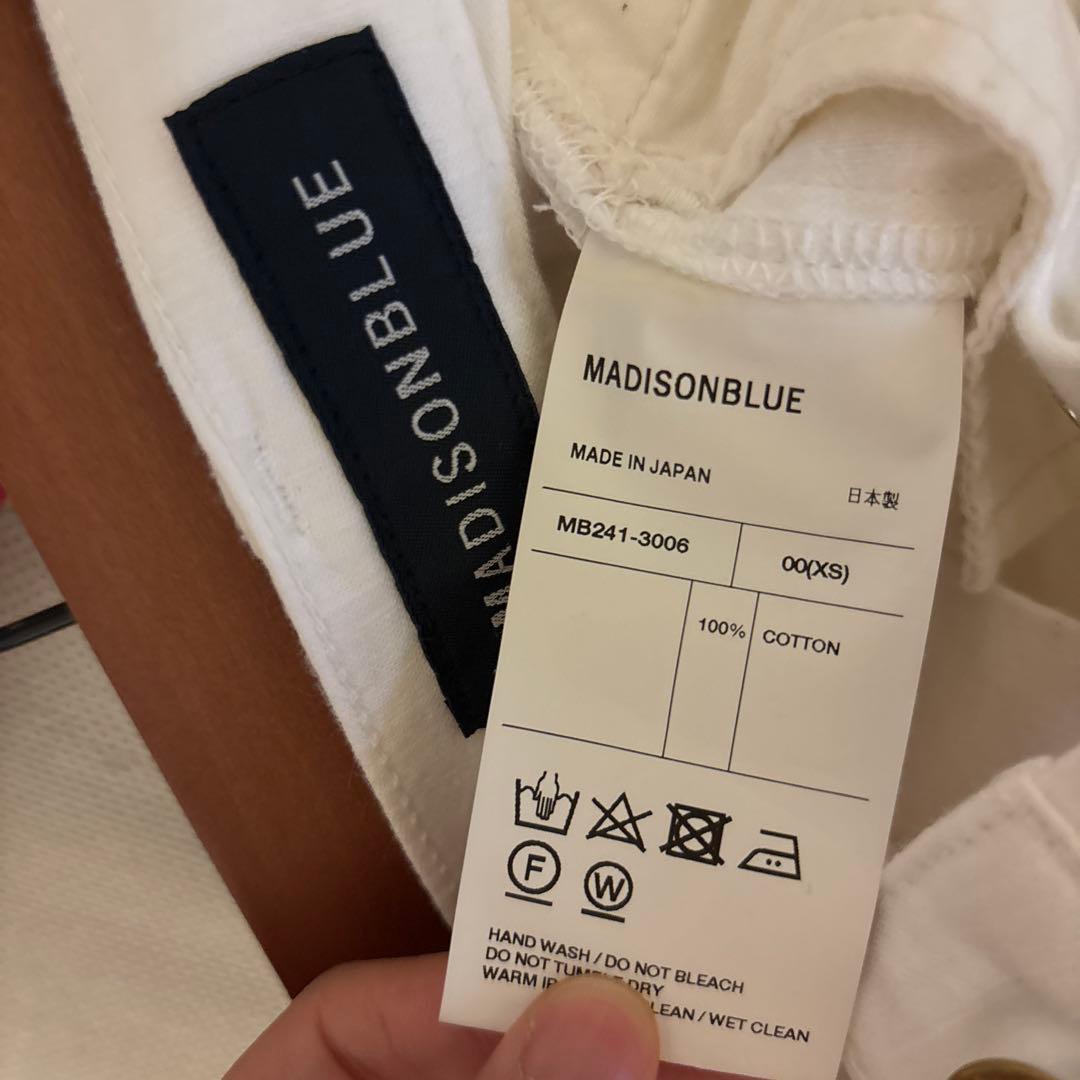 MADISONBLUE
MADISONBLUE
MADE IN JAPAN
日本製
MB241-3006
00(XS)
100%
COTTON
F
W
HAND WASH / DO NOT BLEACH
DO NOT TUMBLE DRY
WARM CLEAN / WET CLEAN